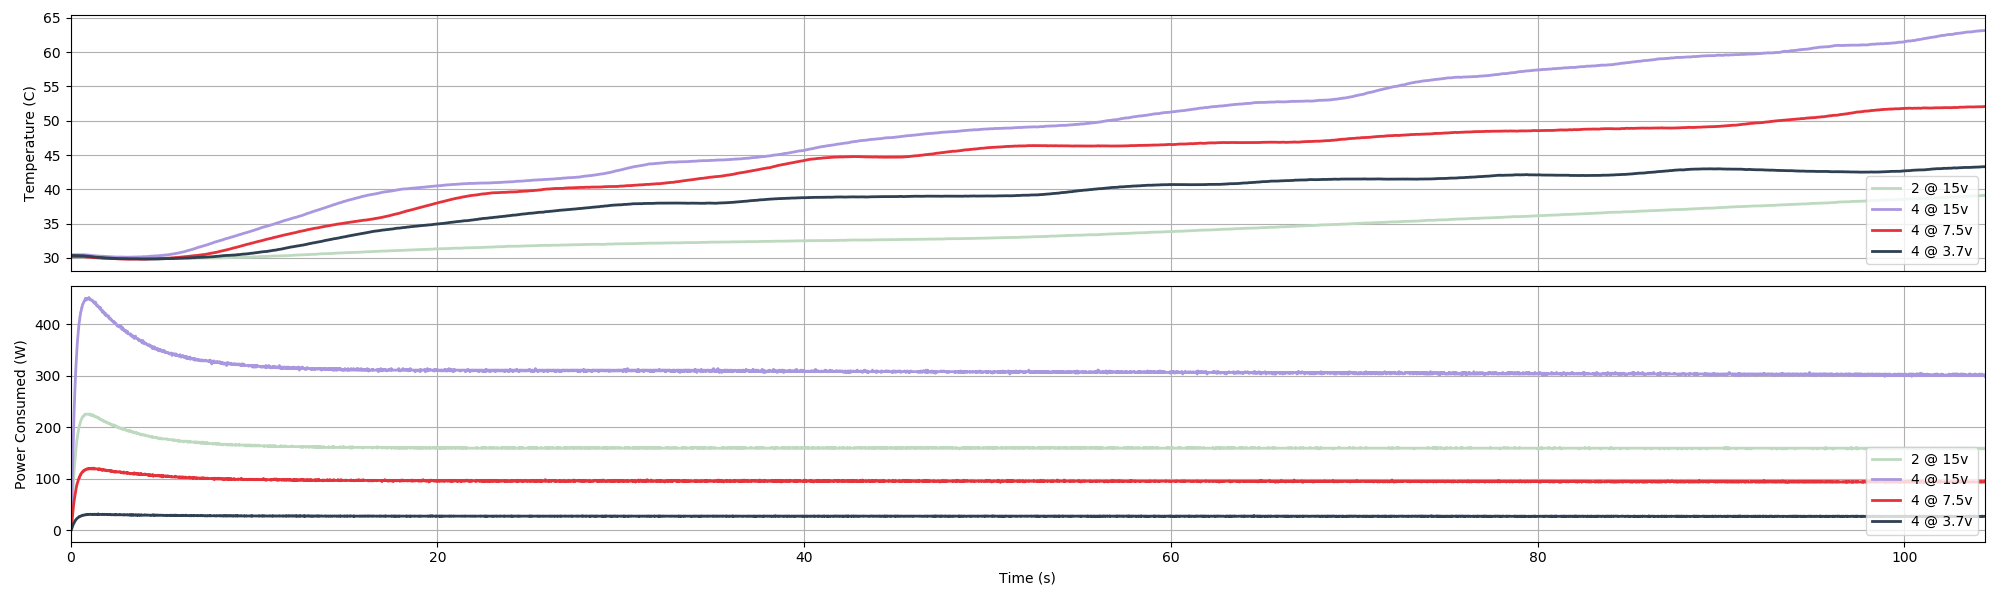 65
60
55
50
45
40
35
30
Temperature (C)
2 @ 15v
4 @ 15v
4 @ 7.5v
4 @ 3.7v
400
300
200
100
0
Power Consumed (W)
2 @ 15v
4 @ 15v
4 @ 7.5v
4 @ 3.7v
0 20 40 60 80 100
Time (s)